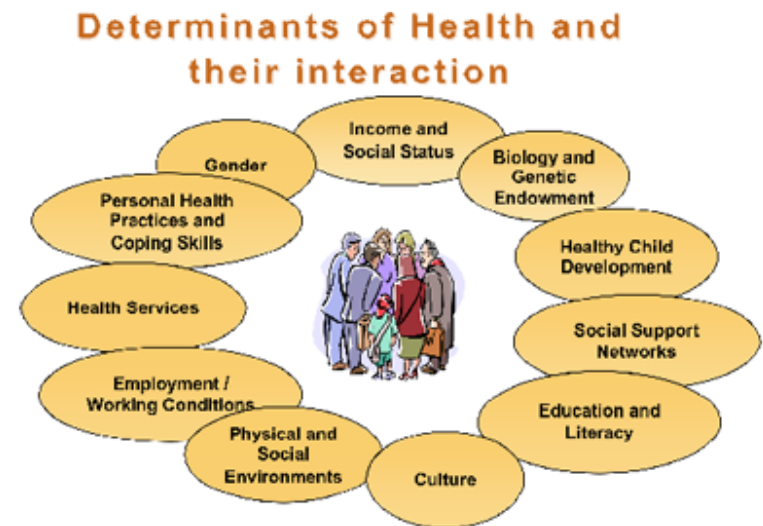 Determinants of Health and
their interaction
Income and
Social Status
Biology and
Genetic
Endowment
Healthy Child
Development
Social Support
Networks
Education and
Literacy
Culture
Physical and
Social
Environments
Employment /
Working Conditions
Health Services
Personal Health
Practices and
Coping Skills
Gender